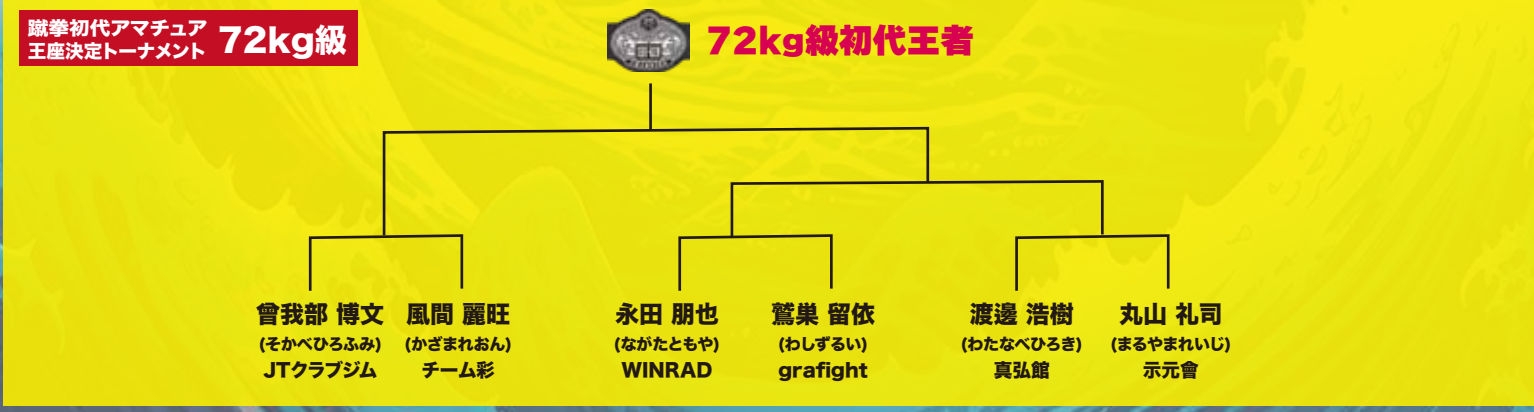 蹴拳初代アマチュア
王座決定トーナメント
72kg級
72kg級初代王者
曾我部 博文
(そかべひろふみ)
JTクラブジム
風間 麗旺
(かざまれおん)
チーム彩
永田 朋也
(ながたともや)
WINRAD
鷲巣 留依
(わしずるい)
grafight
渡邊 浩樹
(わたなべひろき)
真弘館
丸山 礼司
(まるやまれいじ)
示元會